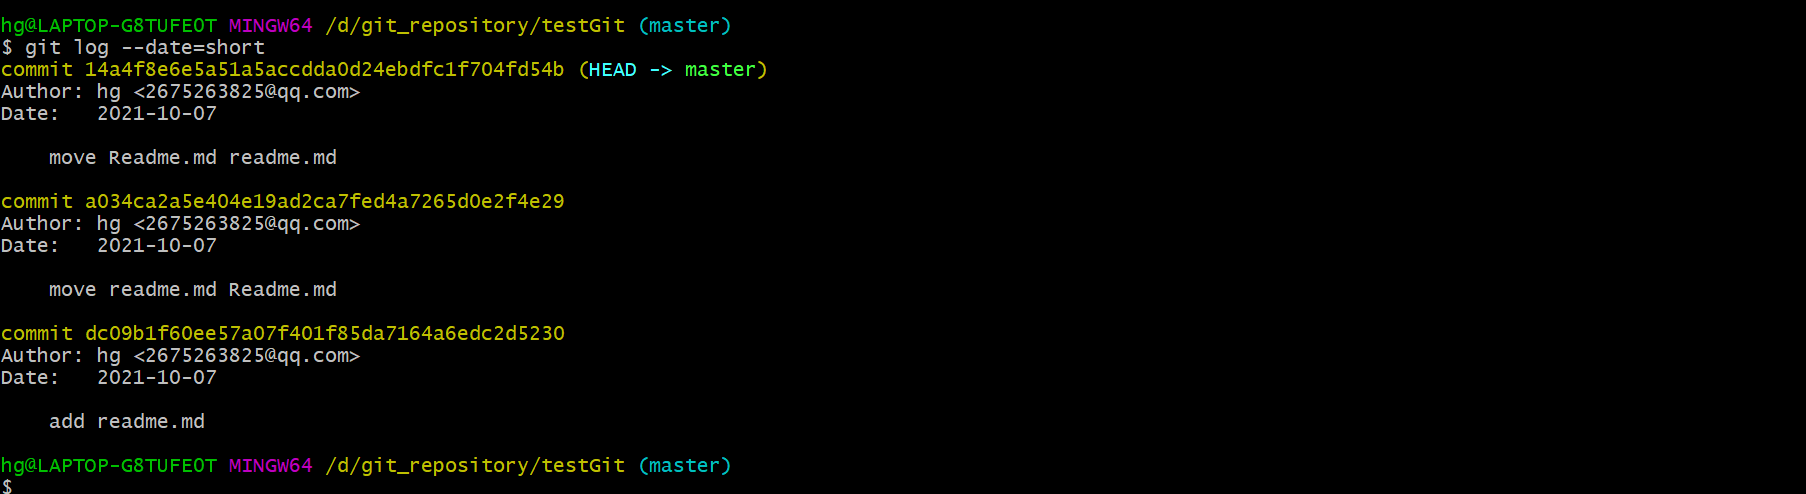 hg@LAPTOP-G8TUFE0T MINGW64 /d/git_repository/testGit (master)
$ git log --date=short
commit 14a4f8e6e5a51a5accdda0d24ebdfc1f704fd54b (HEAD -> master)
Author: hg <2675263825@qq.com>
Date:   2021-10-07
    move Readme.md readme.md
commit a034ca2a5e404e19ad2ca7fed4a7265d0e2f4e29
Author: hg <2675263825@qq.com>
Date:   2021-10-07
    move readme.md Readme.md
commit dc09b1f60ee57a07f401f85da7164a6edc2d5230
Author: hg <2675263825@qq.com>
Date:   2021-10-07
    add readme.md
hg@LAPTOP-G8TUFE0T MINGW64 /d/git_repository/testGit (master)
$